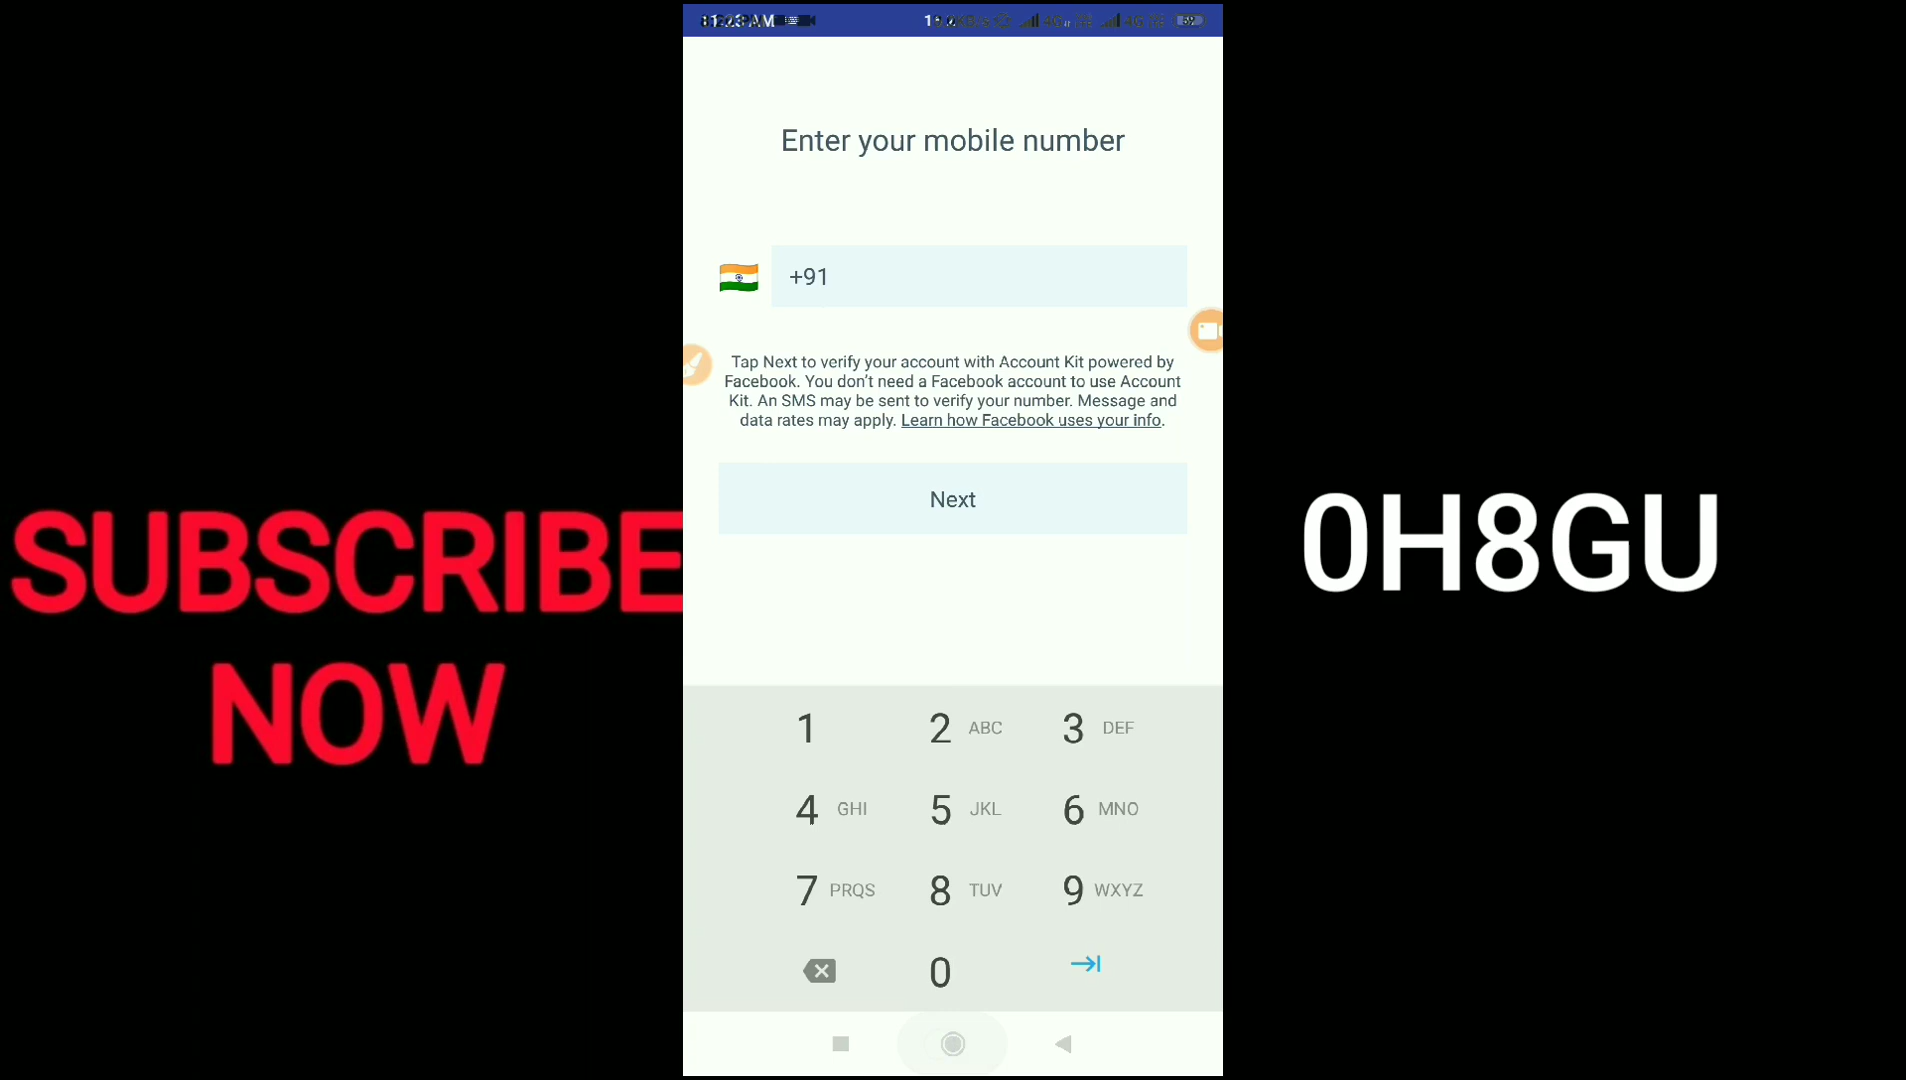 Enter your mobile number
+91
Tap Next to verify your account with Account Kit powered by
Facebook. You don't need a Facebook account to use Account
Kit. An SMS may be sent to verify your number. Message and
data rates may apply. Learn how Facebook uses your info.
Next
SUBSCRIBE
NOW
0H8GU
1 2 ABC 3 DEF
4 GHI 5 JKL 6 MNO
7 PRQS 8 TUV 9 WXYZ
0